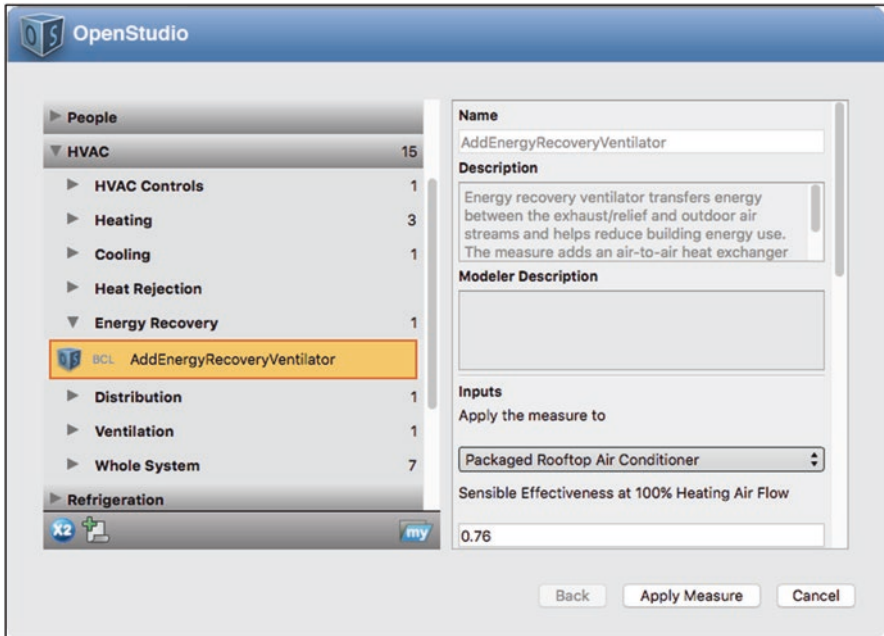 OS OpenStudio
People
HVAC 15
HVAC Controls 1
Heating 3
Cooling 1
Heat Rejection
Energy Recovery 1
OS BCL AddEnergyRecoveryVentilator
Distribution 1
Ventilation 1
Whole System 7
Refrigeration
X2 my
Name
AddEnergyRecoveryVentilator
Description
Energy recovery ventilator transfers energy
between the exhaust/relief and outdoor air
streams and helps reduce building energy use.
The measure adds an air-to-air heat exchanger
Modeler Description
Inputs
Apply the measure to
Packaged Rooftop Air Conditioner
Sensible Effectiveness at 100% Heating Air Flow
0.76
Back Apply Measure Cancel